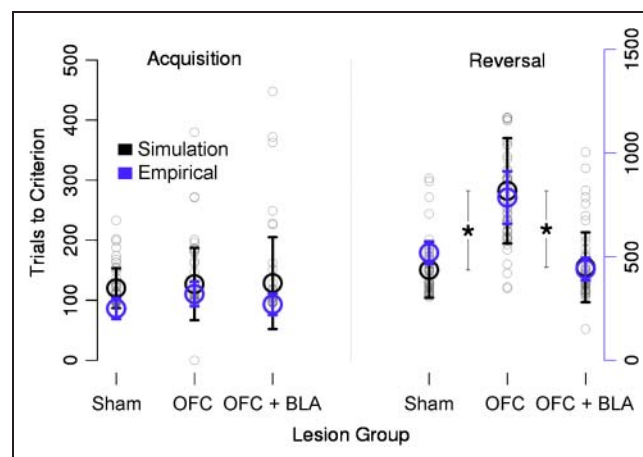 Acquisition
Reversal
Simulation
Empirical
Trials to Criterion
0
100
200
300
400
500
0
500
1000
1500
*
*
Sham
OFC
OFC + BLA
Sham
OFC
OFC + BLA
Lesion Group